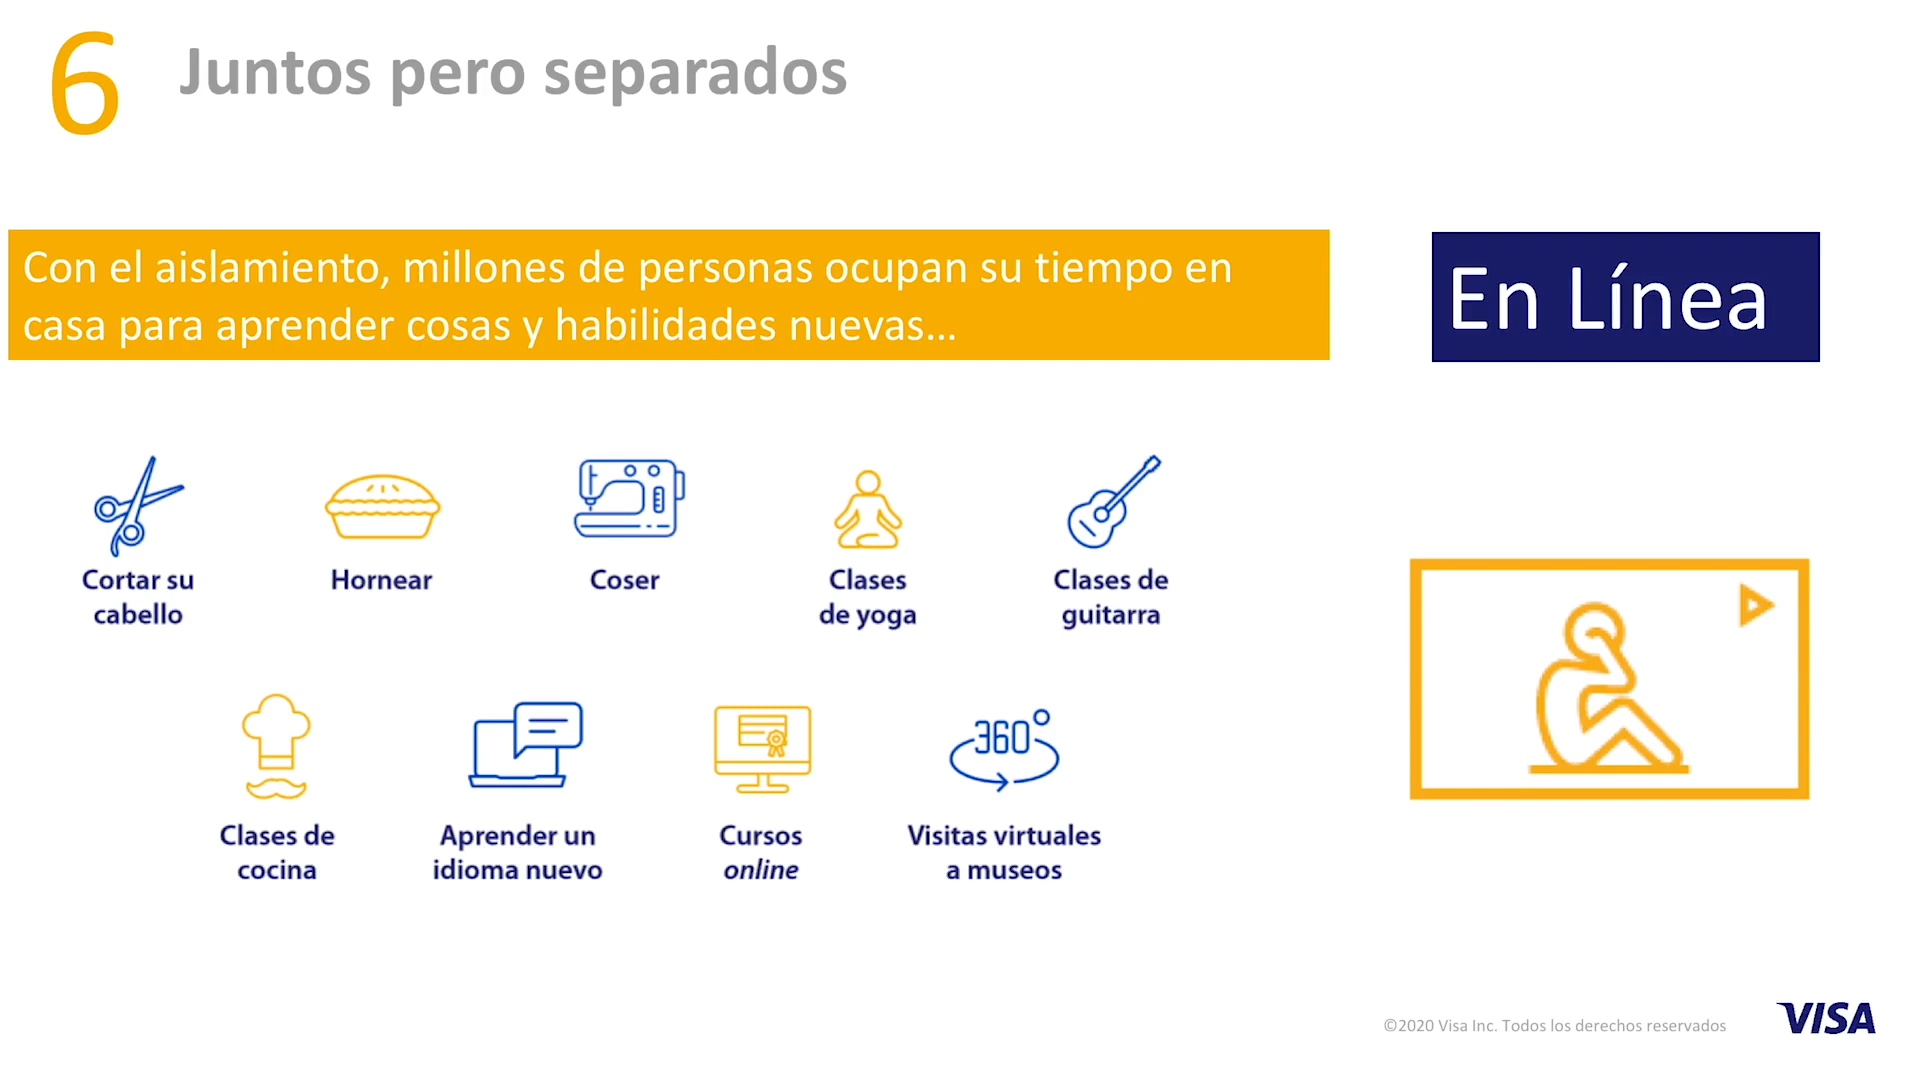 6 Juntos pero separados
Con el aislamiento, millones de personas ocupan su tiempo en
casa para aprender cosas y habilidades nuevas...
En Línea
Cortar su
cabello
Hornear
Coser
Clases
de yoga
Clases de
guitarra
Clases de
cocina
Aprender un
idioma nuevo
Cursos
online
360°
Visitas virtuales
a museos
©2020 Visa Inc. Todos los derechos reservados
VISA